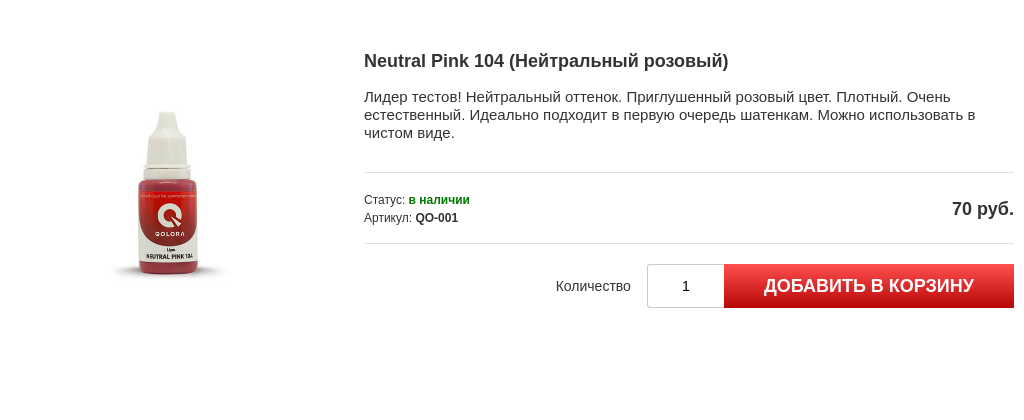 Neutral Pink 104 (Нейтральный розовый)
Лидер тестов! Нейтральный оттенок. Приглушенный розовый цвет. Плотный. Очень
естественный. Идеально подходит в первую очередь шатенкам. Можно использовать в
чистом виде.
QOLORA
Lips
NEUTRAL PINK 104
Статус: в наличии
Артикул: QO-001
70 руб.
Количество
1
ДОБАВИТЬ В КОРЗИНУ